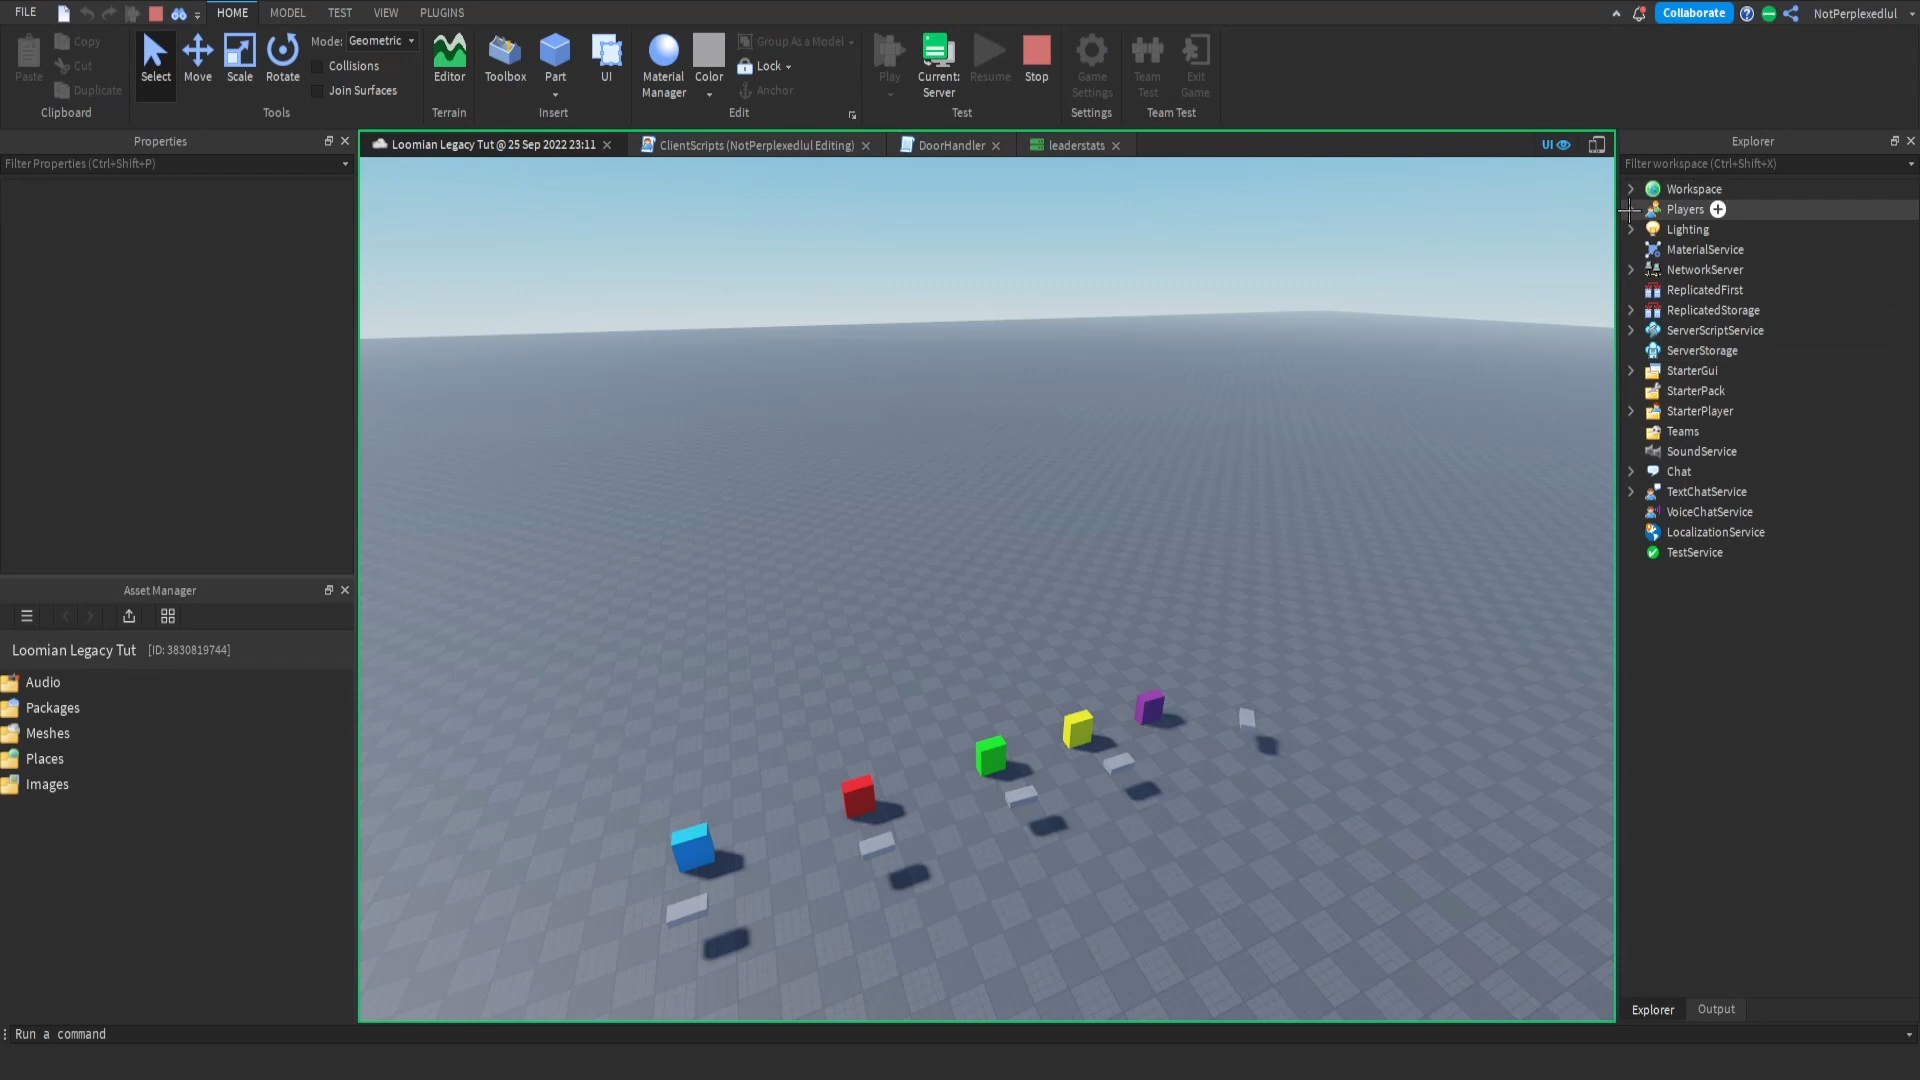 FILE
HOME
MODEL
TEST
VIEW
PLUGINS
Collaborate
NotPerplexedlul
Paste
Copy
Cut
Duplicate
Clipboard
Select
Move
Scale
Rotate
Mode: Geometric
Collisions
Join Surfaces
Tools
Editor
Terrain
Toolbox
Part
UI
Insert
Material Manager
Color
Group As a Model
Lock
Anchor
Edit
Play
Current: Server
Resume
Stop
Test
Game Settings
Settings
Team Test
Exit Game
Team Test
Properties
Filter Properties (Ctrl+Shift+P)
Loomian Legacy Tut @ 25 Sep 2022 23:11
ClientScripts (NotPerplexedlul Editing)
DoorHandler
leaderstats
UI
Explorer
Filter workspace (Ctrl+Shift+X)
Workspace
Players
Lighting
MaterialService
NetworkServer
ReplicatedFirst
ReplicatedStorage
ServerScriptService
ServerStorage
StarterGui
StarterPack
StarterPlayer
Teams
SoundService
Chat
TextChatService
VoiceChatService
LocalizationService
TestService
Asset Manager
Loomian Legacy Tut [ID: 3830819744]
Audio
Packages
Meshes
Places
Images
Explorer
Output
Run a command